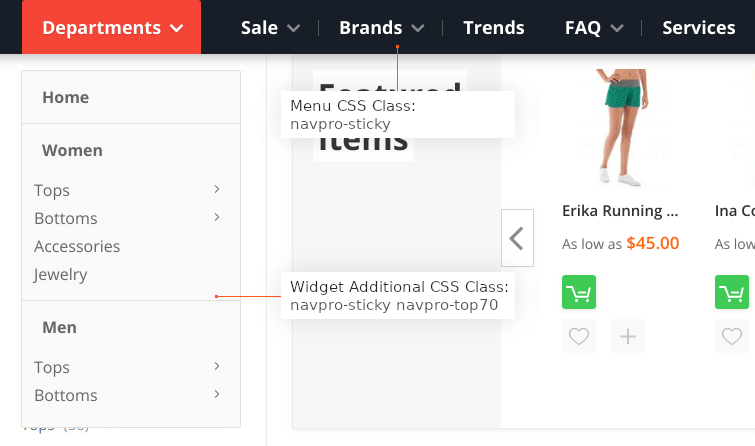 Departments Sale Brands Trends FAQ Services
Home
Women
Tops
Bottoms
Accessories
Jewelry
Men
Tops
Bottoms
Featured
Items
Menu CSS Class:
navpro-sticky
Widget Additional CSS Class:
navpro-sticky navpro-top70
Erika Running ...
As low as $45.00
Ina Co
As low